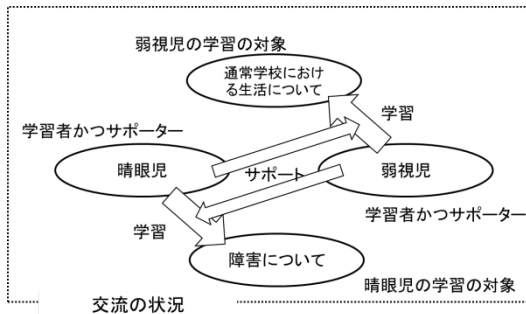 弱視児の学習の対象
通常学校におけ
る生活について
学習
学習者かつサポーター
晴眼児
サポート
弱視児
学習者かつサポーター
学習
障害について
晴眼児の学習の対象
交流の状況